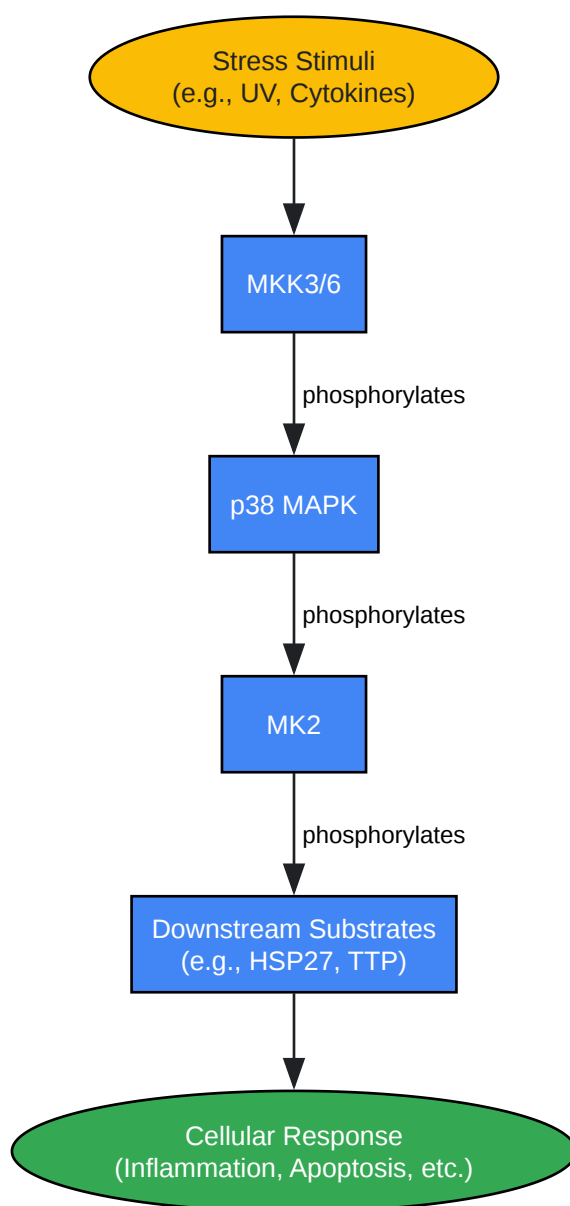 Stress Stimuli
(e.g., UV, Cytokines)
MKK3/6
phosphorylates
p38 MAPK
phosphorylates
MK2
phosphorylates
Downstream Substrates
(e.g., HSP27, TTP)
Cellular Response
(Inflammation, Apoptosis, etc.)